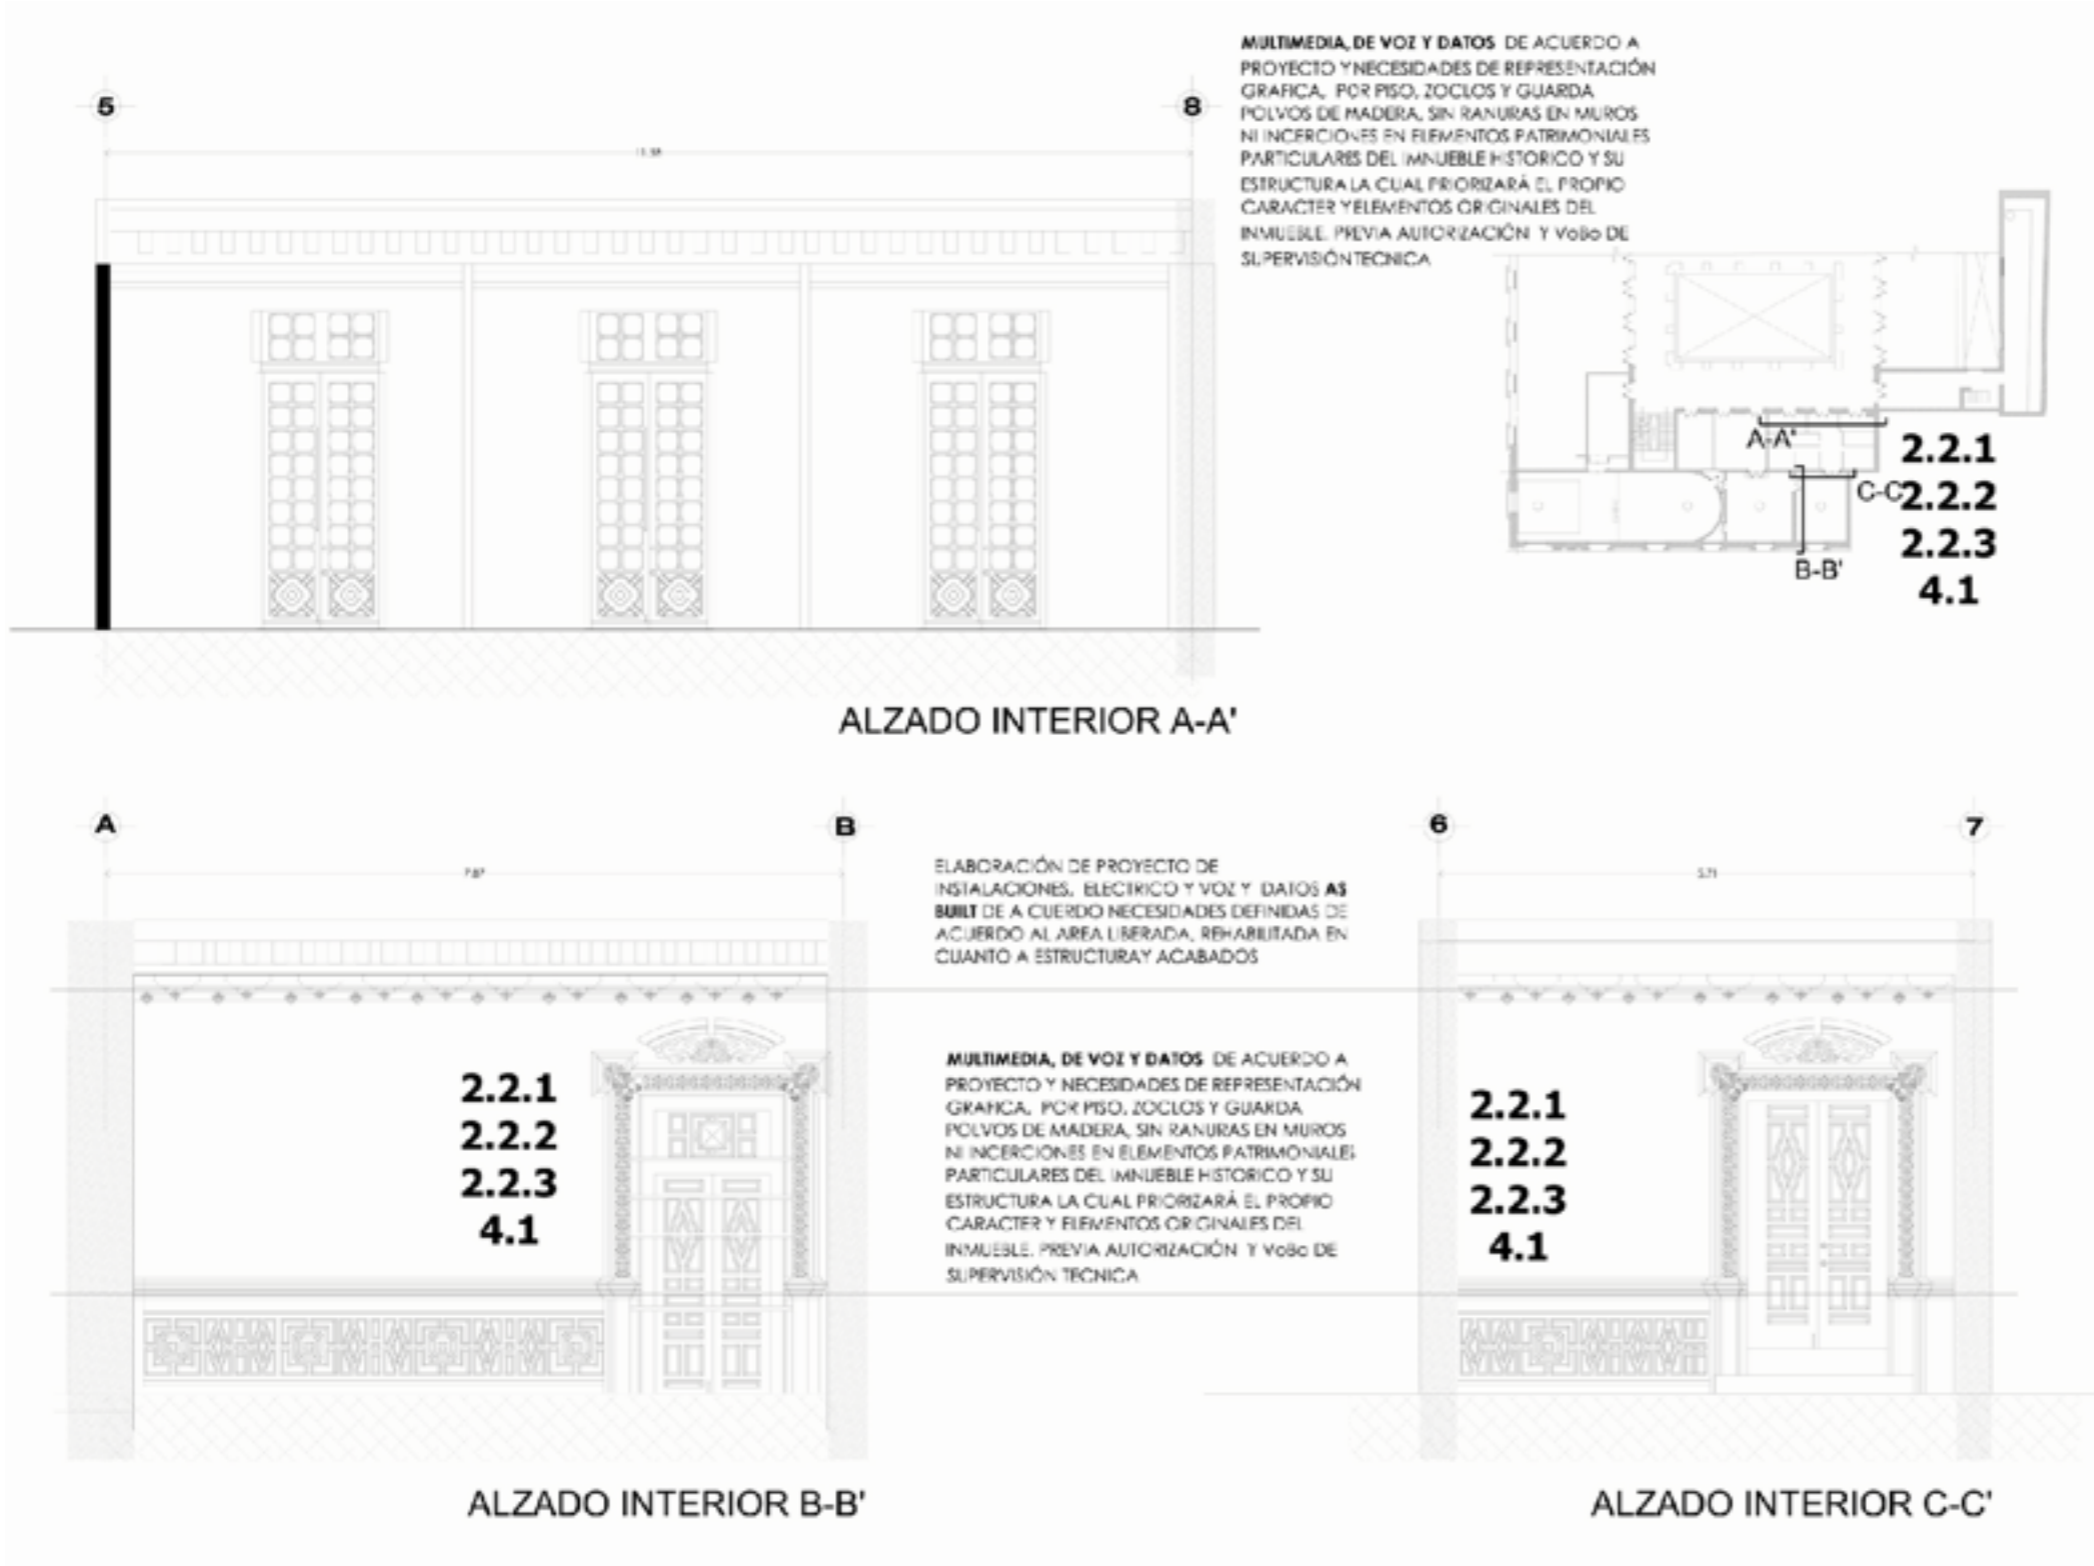 MULTIMEDIA, DE VOZ Y DATOS DE ACUERDO A
PROYECTO Y NECESIDADES DE REPRESENTACIÓN
GRAFICA, POR PISO, ZOCLOS Y GUARDA
POLVOS DE MADERA, SIN RANURAS EN MUROS
NI INCERCIONES EN ELEMENTOS PATRIMONIALES
PARTICULARES DEL IMNUEBLE HISTORICO Y SU
ESTRUCTURA LA CUAL PRIORIZARÁ EL PROPIO
CARACTER Y ELEMENTOS ORIGINALES DEL
INMUEBLE. PREVIA AUTORIZACIÓN Y VoBo DE
SUPERVISIÓN TECNICA
5
8
A-A'
2.2.1
C-C
2.2.2
2.2.3
B-B'
4.1
ALZADO INTERIOR A-A'
A
B
6
7
7.87
5.71
ELABORACIÓN DE PROYECTO DE
INSTALACIONES, ELECTRICO Y VOZ Y DATOS AS
BUILT DE A CUERDO NECESIDADES DEFINIDAS DE
ACUERDO AL AREA LIBERADA, REHABILITADA EN
CUANTO A ESTRUCTURA Y ACABADOS
2.2.1
2.2.2
2.2.3
4.1
MULTIMEDIA, DE VOZ Y DATOS DE ACUERDO A
PROYECTO Y NECESIDADES DE REPRESENTACIÓN
GRAFICA, POR PISO, ZOCLOS Y GUARDA
POLVOS DE MADERA, SIN RANURAS EN MUROS
NI INCERCIONES EN ELEMENTOS PATRIMONIALES
PARTICULARES DEL IMNUEBLE HISTORICO Y SU
ESTRUCTURA LA CUAL PRIORIZARÁ EL PROPIO
CARACTER Y ELEMENTOS ORIGINALES DEL
INMUEBLE. PREVIA AUTORIZACIÓN Y VoBo DE
SUPERVISIÓN TECNICA
2.2.1
2.2.2
2.2.3
4.1
ALZADO INTERIOR B-B'
ALZADO INTERIOR C-C'